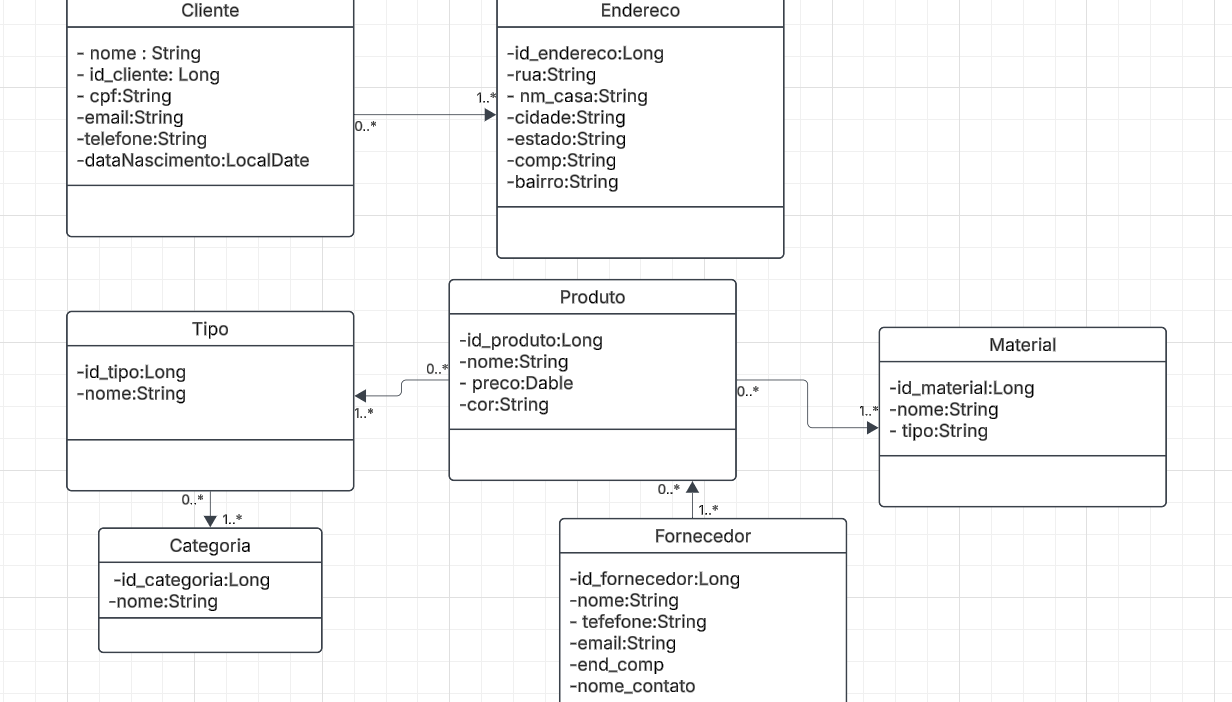 Cliente
- nome : String
- id_cliente: Long
- cpf:String
-email:String
-telefone:String
-dataNascimento:LocalDate
0..*
1..*
Endereco
-id_endereco:Long
-rua:String
- nm_casa:String
-cidade:String
-estado:String
-comp:String
-bairro:String
Tipo
-id_tipo:Long
-nome:String
1..*
0..*
Produto
-id_produto:Long
-nome:String
- preco:Dable
-cor:String
0..*
1..*
Material
-id_material:Long
-nome:String
- tipo:String
0..*
1..*
Categoria
-id_categoria:Long
-nome:String
0..*
1..*
Fornecedor
-id_fornecedor:Long
-nome:String
- tefefone:String
-email:String
-end_comp
-nome_contato